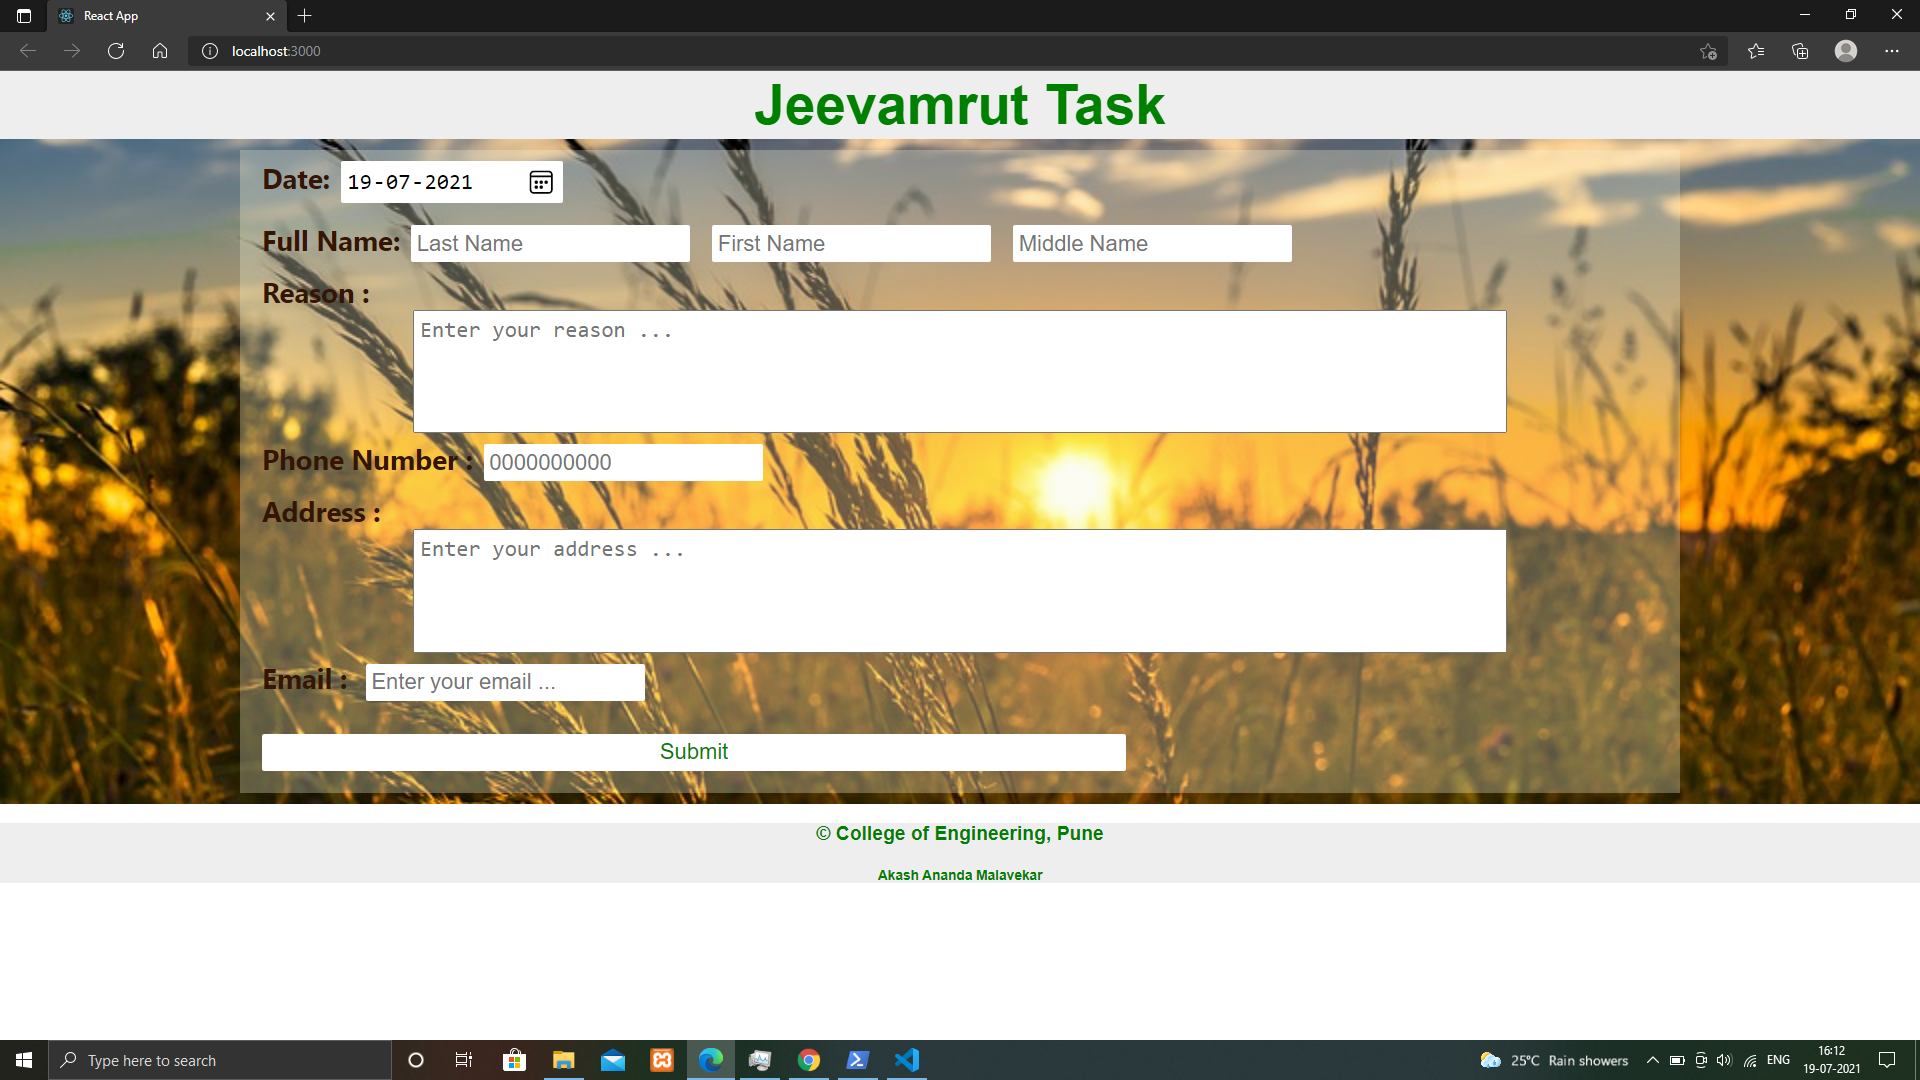 React App
localhost:3000
Jeevamrut Task
Date: 19-07-2021
Full Name: Last Name First Name Middle Name
Reason :
Enter your reason ...
Phone Number : 0000000000
Address :
Enter your address ...
Email : Enter your email ...
Submit
© College of Engineering, Pune
Akash Ananda Malavekar
Type here to search
25°C Rain showers
ENG
16:12
19-07-2021